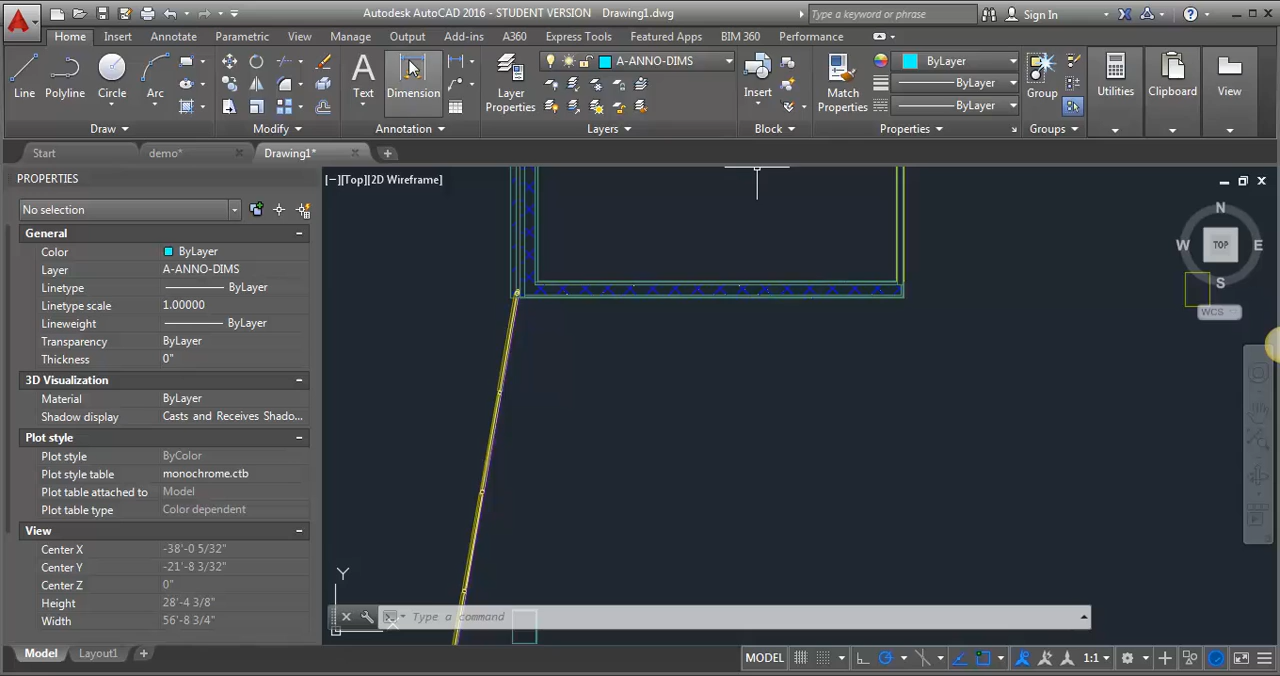 Autodesk AutoCAD 2016 - STUDENT VERSION Drawing1.dwg
Type a keyword or phrase
Sign In
Home Insert Annotate Parametric View Manage Output Add-ins A360 Express Tools Featured Apps BIM 360 Performance
A-ANNO-DIMS
ByLayer
ByLayer
ByLayer
Line Polyline Circle Arc
Text Dimension
Layer Properties
Insert
Match Properties
Group
Utilities
Clipboard
View
Draw Modify Annotation Layers Block Properties Groups
Start demo* Drawing1*
PROPERTIES
[−][Top][2D Wireframe]
No selection
General
Color ByLayer
Layer A-ANNO-DIMS
Linetype ByLayer
Linetype scale 1.00000
Lineweight ByLayer
Transparency ByLayer
Thickness 0"
3D Visualization
Material ByLayer
Shadow display Casts and Receives Shado...
Plot style
Plot style ByColor
Plot style table monochrome.ctb
Plot table attached to Model
Plot table type Color dependent
View
Center X -38'-0 5/32"
Center Y -21'-8 3/32"
Center Z 0"
Height 28'-4 3/8"
Width 56'-8 3/4"
N
W TOP E
S
WCS
Y
Type a command
Model Layout1
MODEL
1:1